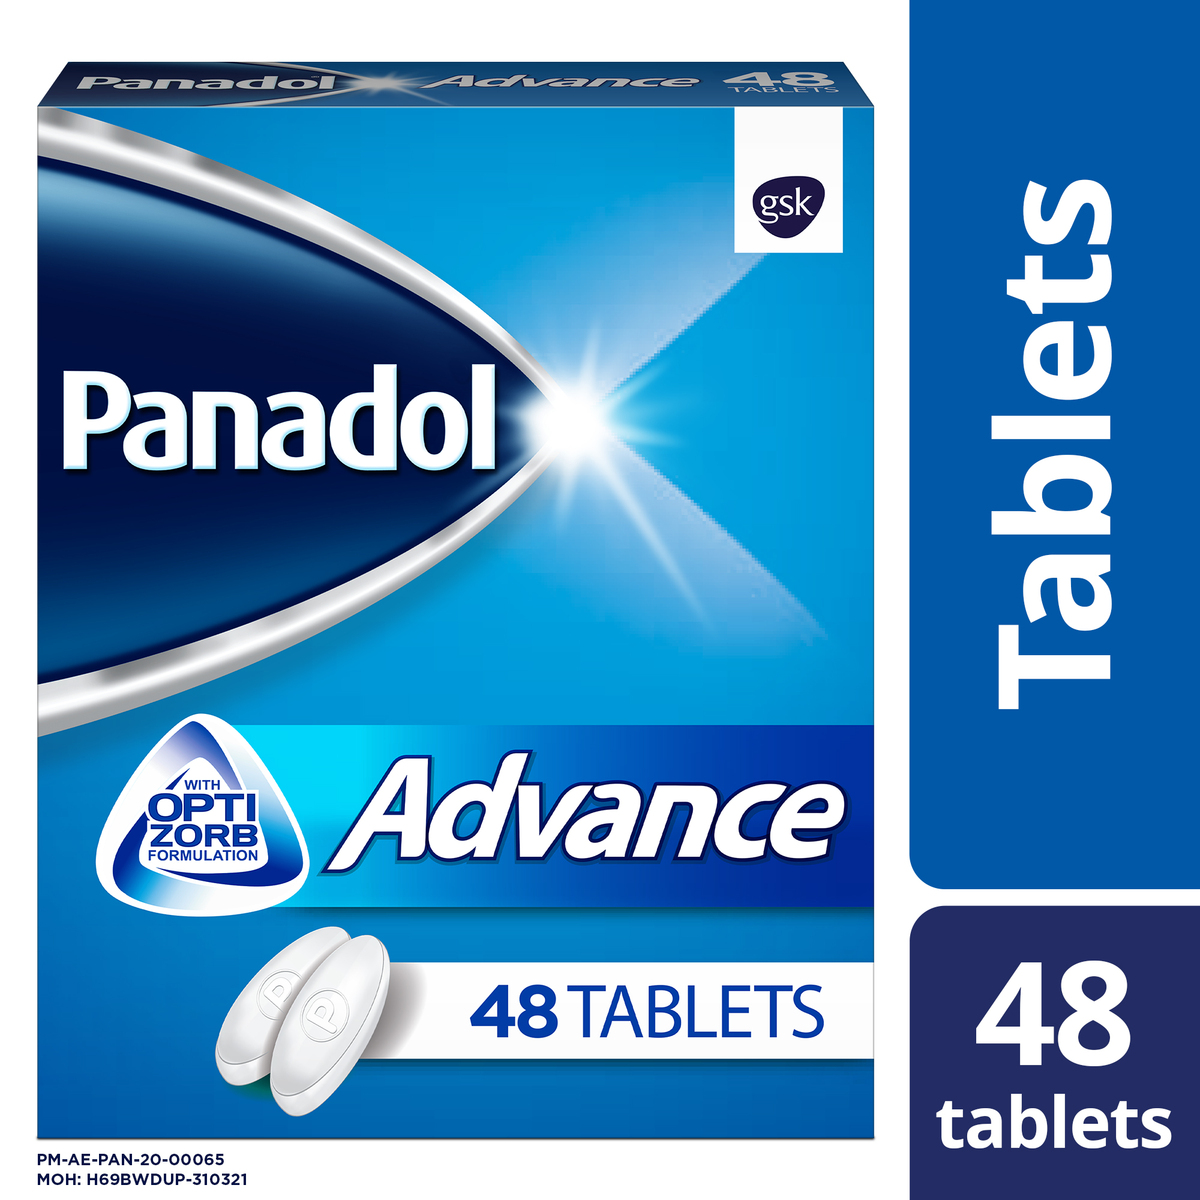 Panadol Advance 48
TABLETS
gsk
Panadol
WITH
OPTI
ZORB
FORMULATION
Advance
P
P
48 TABLETS
PM-AE-PAN-20-00065
MOH: H69BWDUP-310321
Tablets
48
tablets